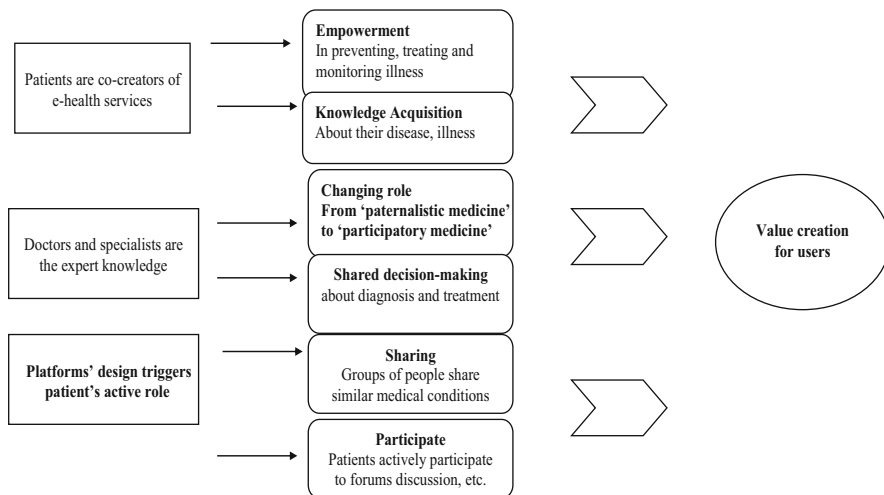 Patients are co-creators of
e-health services
Empowerment
In preventing, treating and
monitoring illness
Knowledge Acquisition
About their disease, illness
Doctors and specialists are
the expert knowledge
Changing role
From ‘paternalistic medicine’
to ‘participatory medicine’
Shared decision-making
about diagnosis and treatment
Platforms’ design triggers
patient’s active role
Sharing
Groups of people share
similar medical conditions
Participate
Patients actively participate
to forums discussion, etc.
Value creation
for users